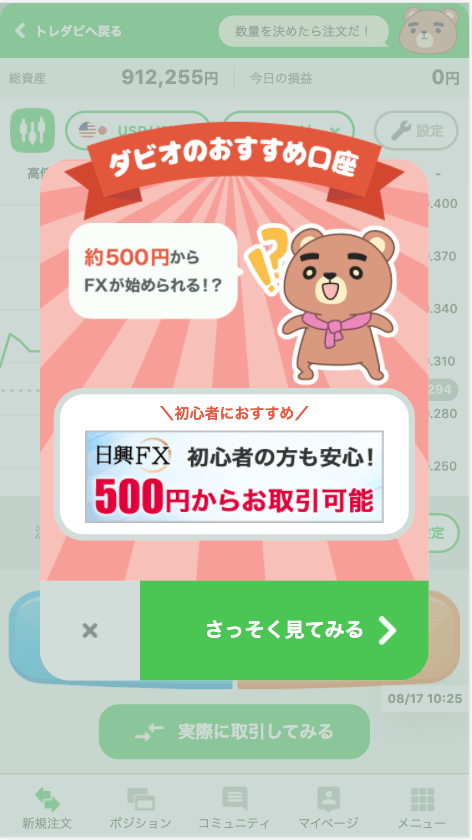 トレダビへ戻る
数量を決めたら注文だ！
総資産
912,255円
今日の損益
0円
設定
ダビオのおすすめ口座
-
.400
約500円から
FXが始められる!?
!?
.370
.340
.310
294
.280
＼初心者におすすめ／
日興FX 初心者の方も安心!
500円からお取引可能
.250
×
さっそく見てみる
08/17 10:25
実際に取引してみる
新規注文
ポジション
コミュニティ
マイページ
メニュー